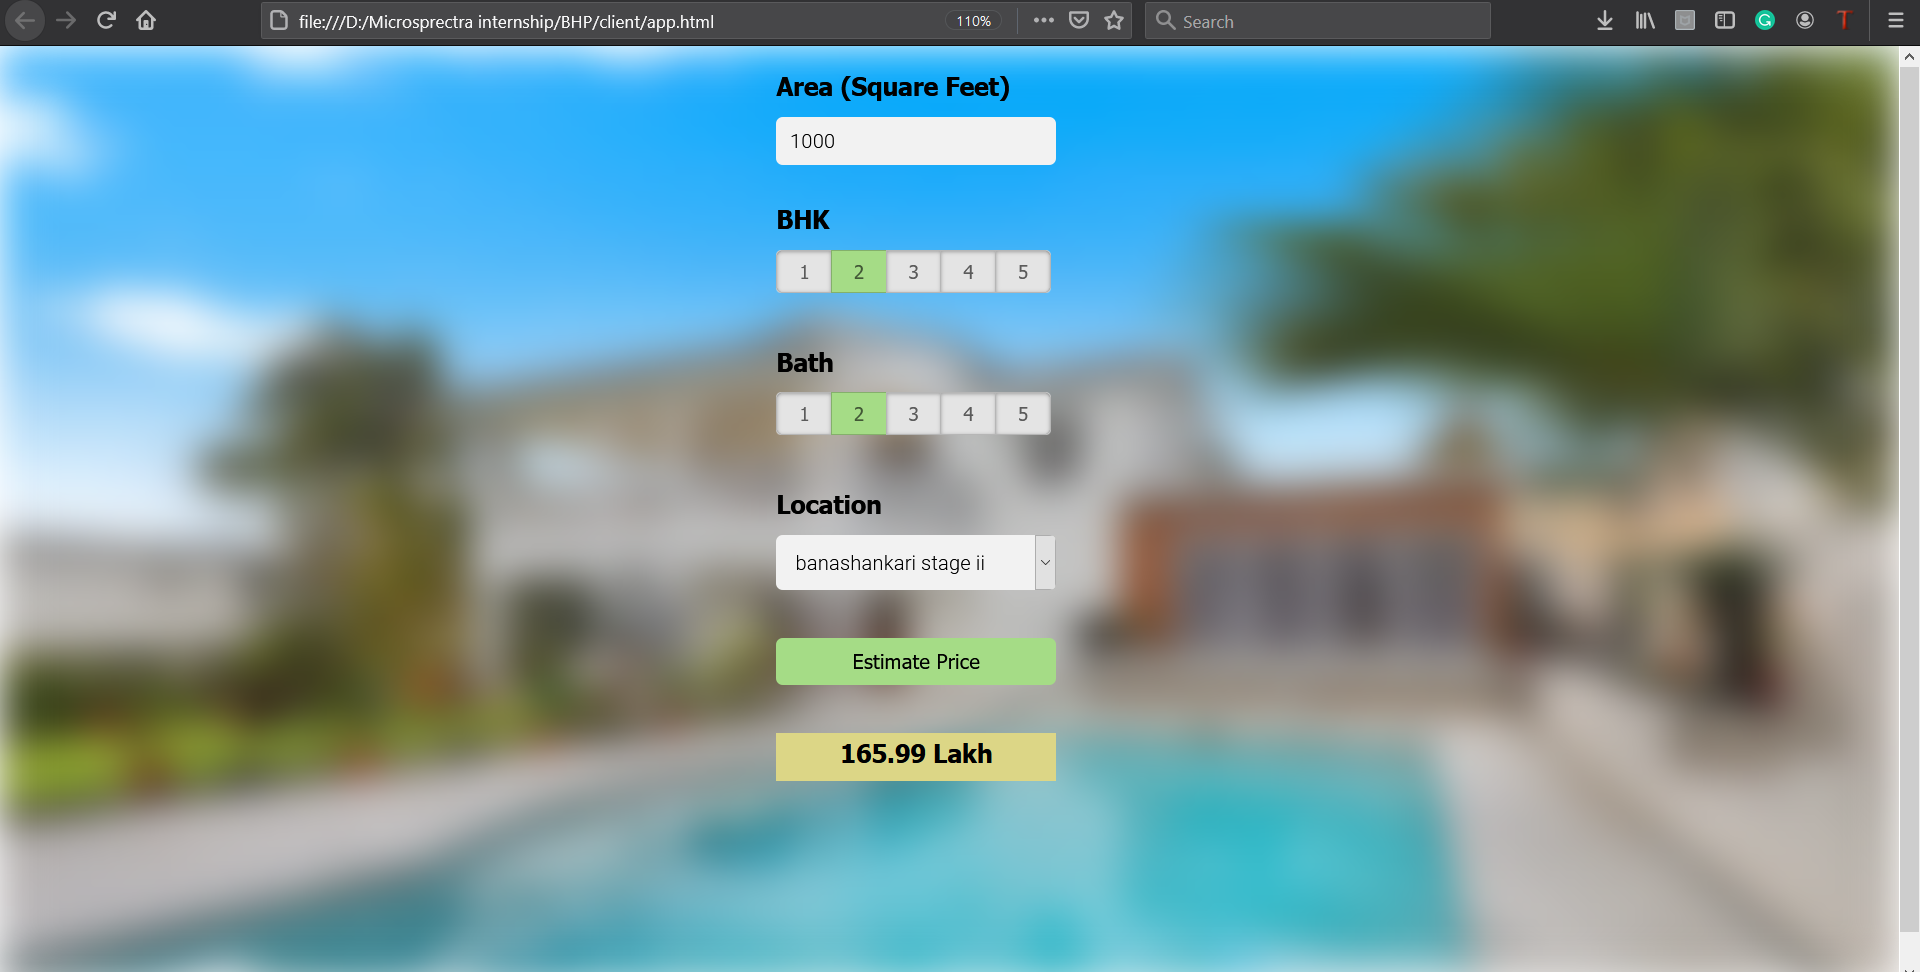 file:///D:/Microsprectra internship/BHP/client/app.html 110% Search
Area (Square Feet)
1000
BHK
1 2 3 4 5
Bath
1 2 3 4 5
Location
banashankari stage ii
Estimate Price
165.99 Lakh